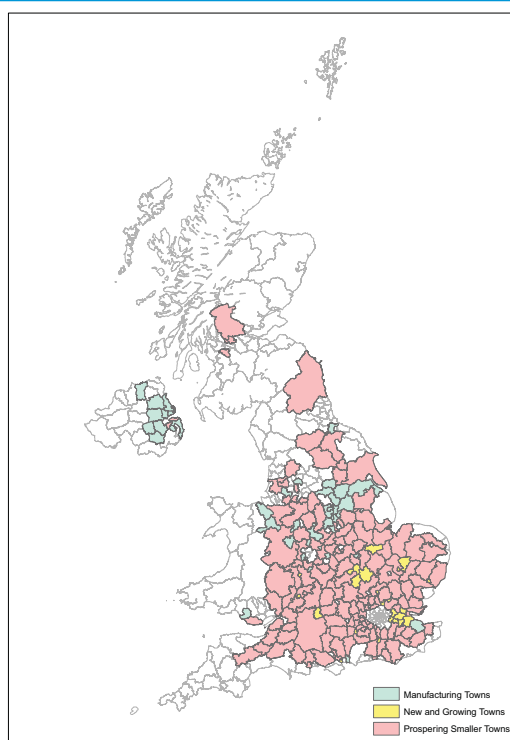 Manufacturing Towns
New and Growing Towns
Prospering Smaller Towns